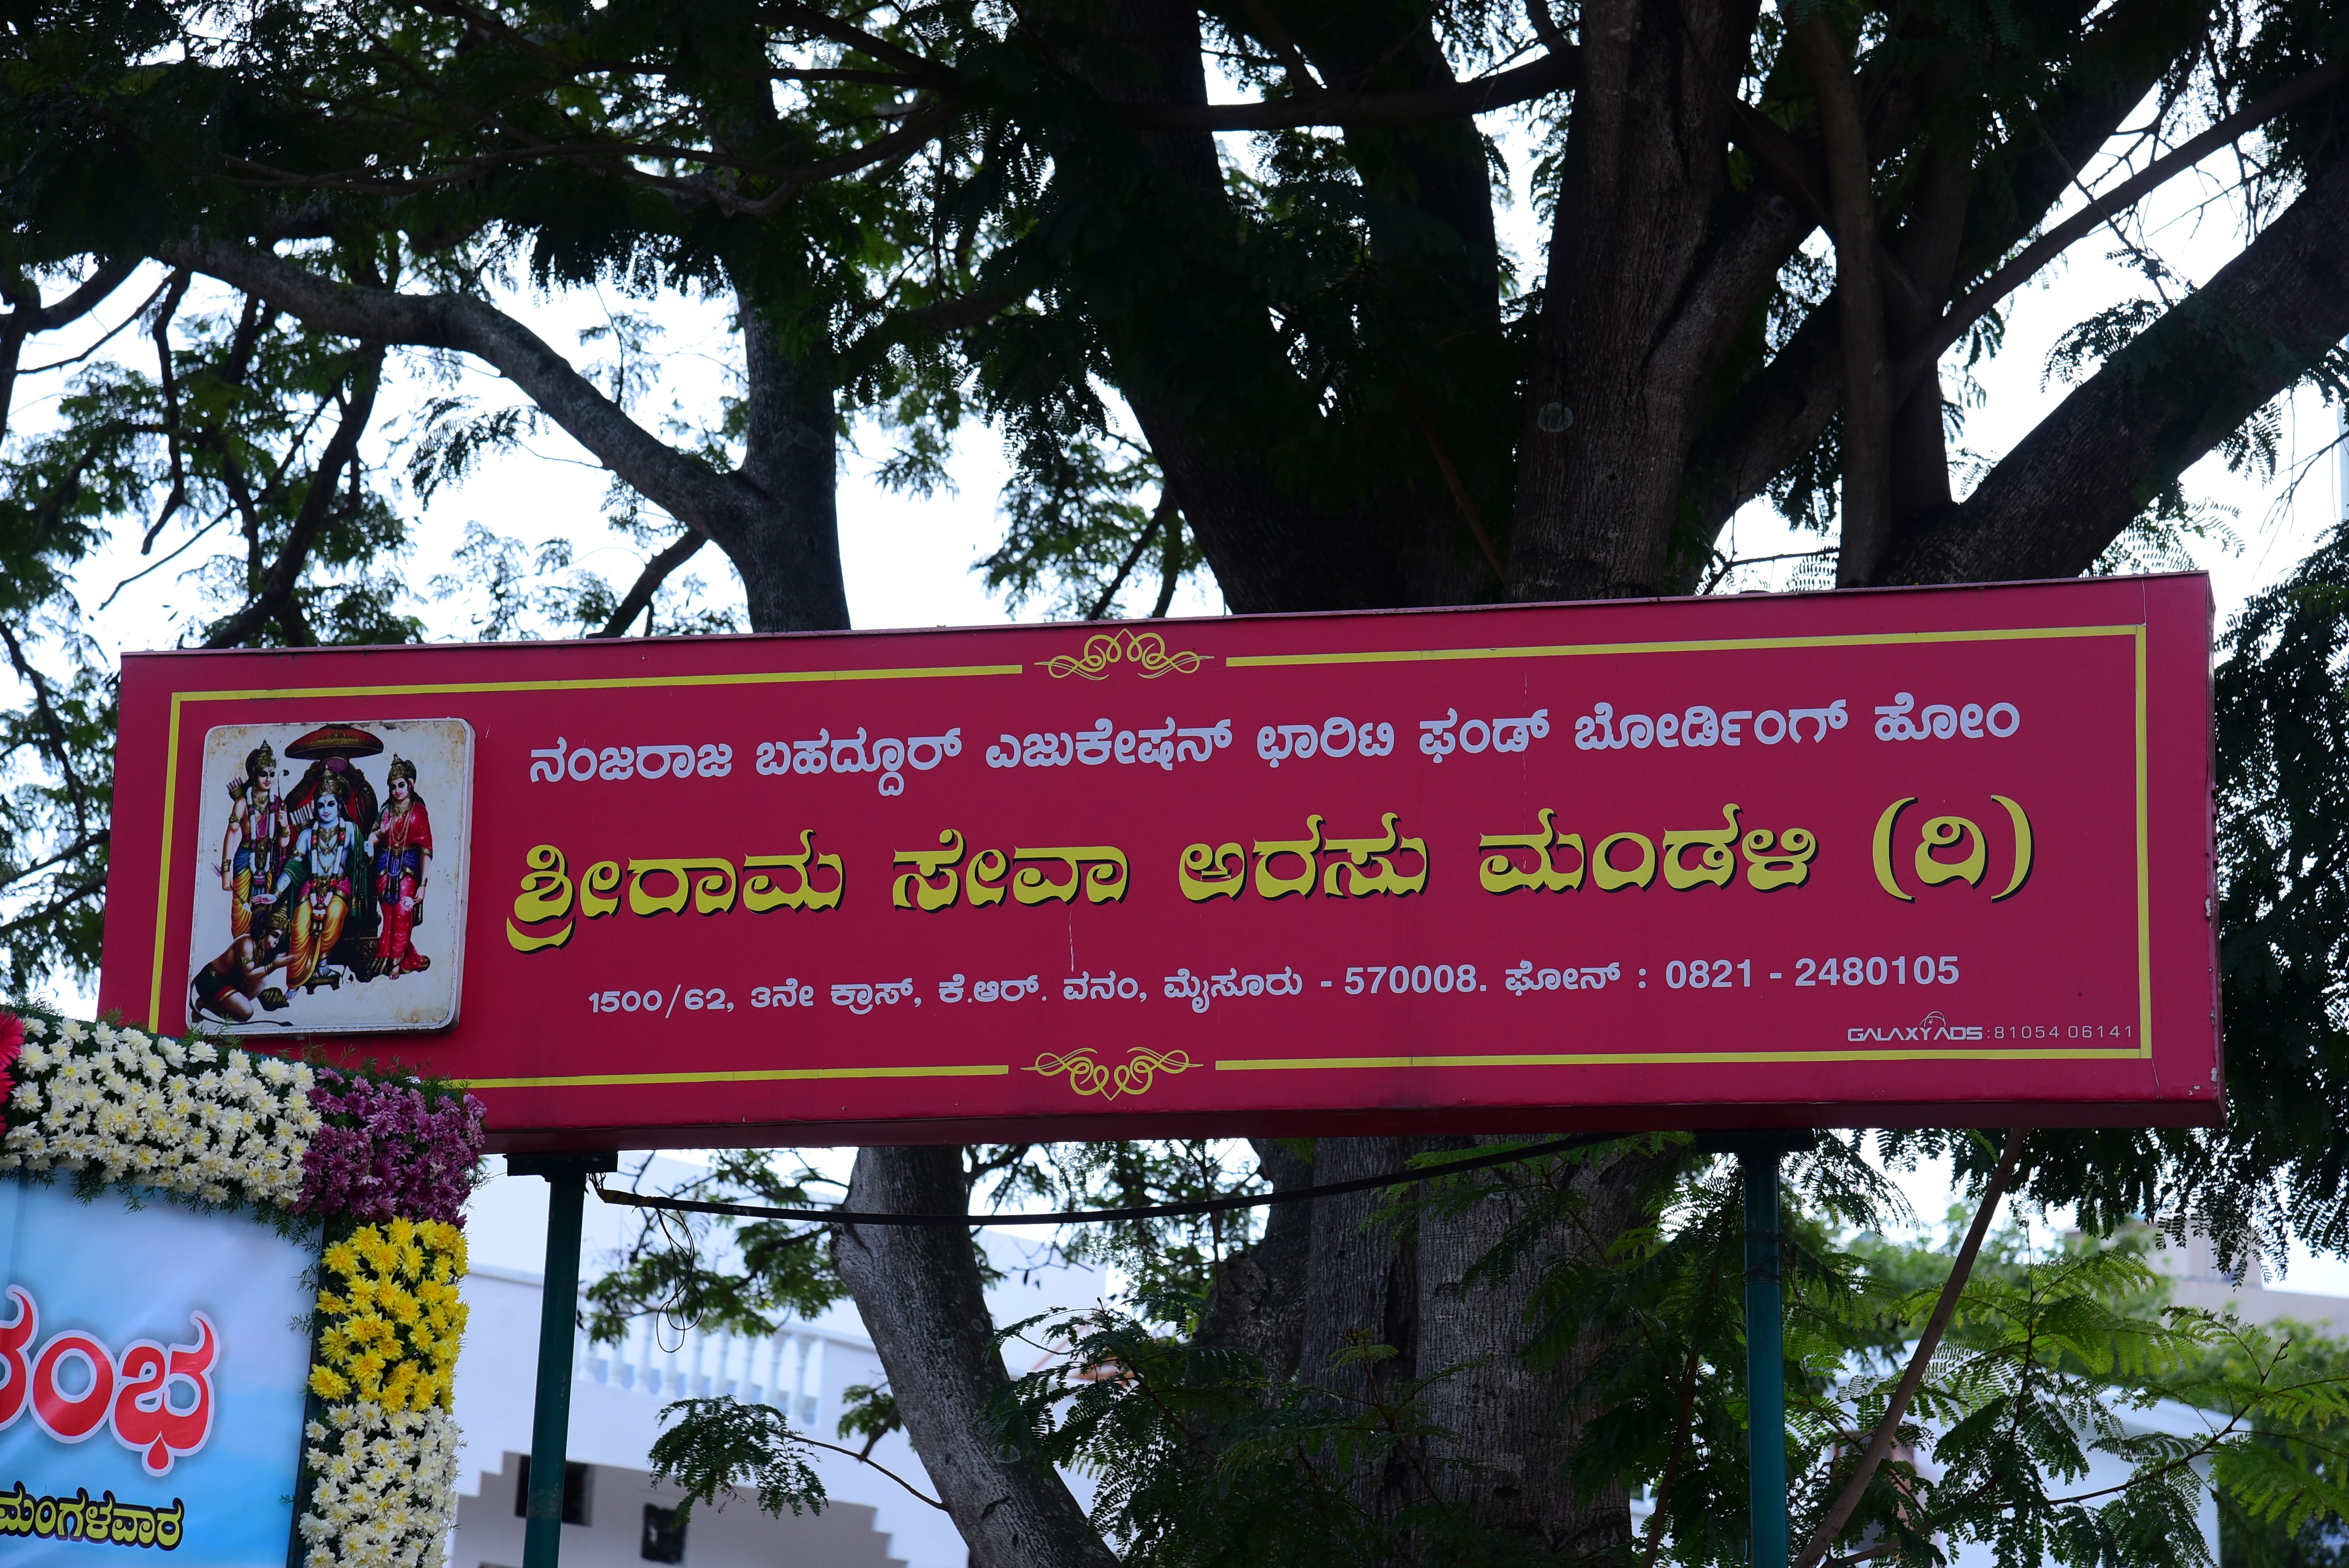 ನಂಜರಾಜ ಬಹದ್ದೂರ್ ಎಜುಕೇಷನ್ ಛಾರಿಟಿ ಫಂಡ್ ಬೋರ್ಡಿಂಗ್ ಹೋಂ
ಶ್ರೀರಾಮ ಸೇವಾ ಅರಸು ಮಂಡಳಿ (ರಿ)
1500/62, 3ನೇ ಕ್ರಾಸ್, ಕೆ.ಆರ್. ವನಂ, ಮೈಸೂರು - 570008. ಫೋನ್ : 0821 - 2480105
GALAXY ADS : 81054 06141
ಮಂಗಳವಾರ